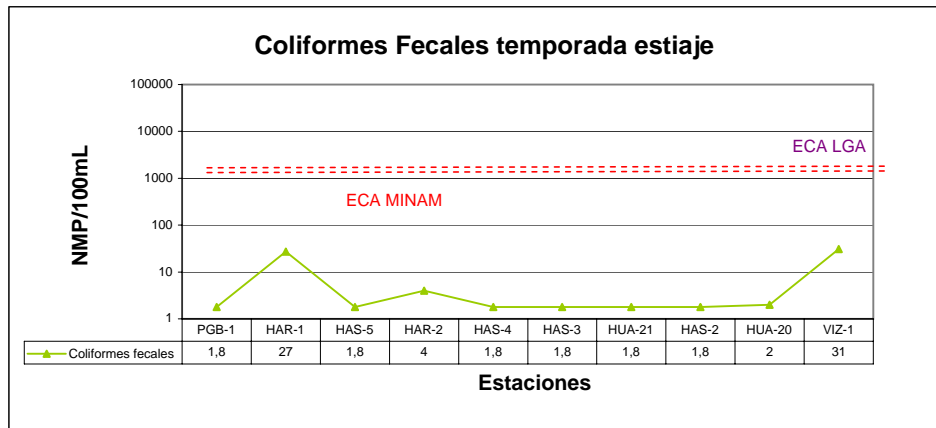 Coliformes Fecales temporada estiaje
NMP/100mL
100000
10000
1000
100
10
1
ECA LGA
ECA MINAM
PGB-1 HAR-1 HAS-5 HAR-2 HAS-4 HAS-3 HUA-21 HAS-2 HUA-20 VIZ-1
Coliformes fecales 1,8 27 1,8 4 1,8 1,8 1,8 1,8 2 31
Estaciones